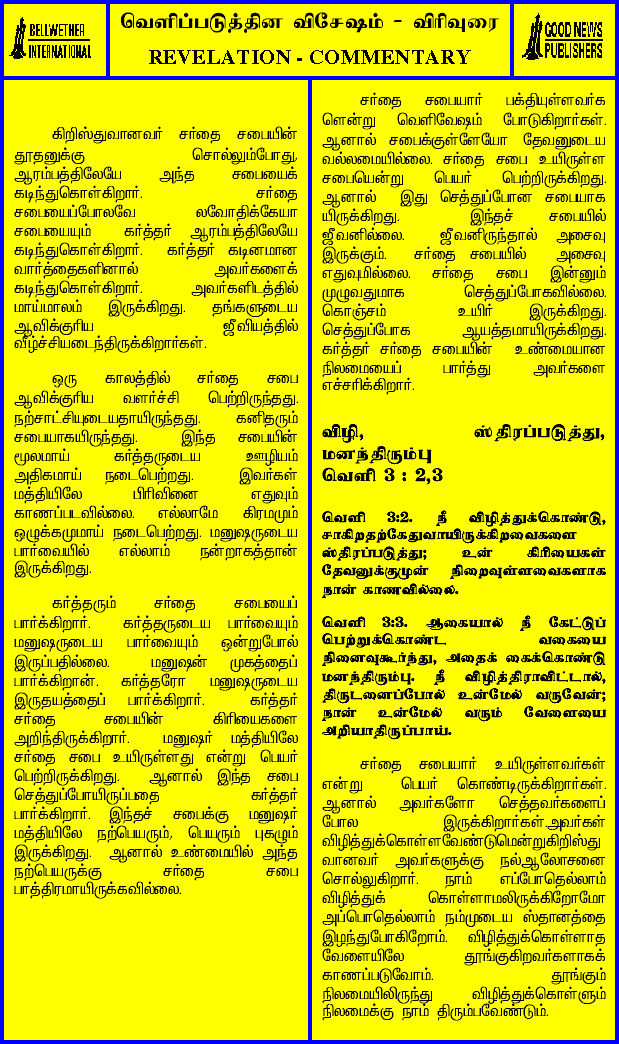 BELLWETHER
INTERNATIONAL
வெளிப்படுத்தின விசேஷம் - விரிவுரை
REVELATION - COMMENTARY
GOOD NEWS
PUBLISHERS
கிறிஸ்துவானவர் சர்தை சபையின்
தூதனுக்கு சொல்லும்போது,
ஆரம்பத்திலேயே அந்த சபையைக்
கடிந்துகொள்கிறார். சர்தை
சபையைப்போலவே லவோதிக்கேயா
சபையையும் கர்த்தர் ஆரம்பத்திலேயே
கடிந்துகொள்கிறார். கர்த்தர் கடினமான
வார்த்தைகளினால் அவர்களைக்
கடிந்துகொள்கிறார். அவர்களிடத்தில்
மாய்மாலம் இருக்கிறது. தங்களுடைய
ஆவிக்குரிய ஜீவியத்தில்
வீழ்ச்சியடைந்திருக்கிறார்கள்.
ஒரு காலத்தில் சர்தை சபை
ஆவிக்குரிய வளர்ச்சி பெற்றிருந்தது.
நற்சாட்சியுடையதாயிருந்தது. கனிதரும்
சபையாகயிருந்தது. இந்த சபையின்
மூலமாய் கர்த்தருடைய ஊழியம்
அதிகமாய் நடைபெற்றது. இவர்கள்
மத்தியிலே பிரிவினை எதுவும்
காணப்படவில்லை. எல்லாமே கிரமமும்
ஒழுக்கமுமாய் நடைபெற்றது. மனுஷருடைய
பார்வையில் எல்லாம் நன்றாகத்தான்
இருக்கிறது.
கர்த்தரும் சர்தை சபையைப்
பார்க்கிறார். கர்த்தருடைய பார்வையும்
மனுஷருடைய பார்வையும் ஒன்றுபோல்
இருப்பதில்லை. மனுஷன் முகத்தைப்
பார்க்கிறான். கர்த்தரோ மனுஷருடைய
இருதயத்தைப் பார்க்கிறார். கர்த்தர்
சர்தை சபையின் கிரியைகளை
அறிந்திருக்கிறார். மனுஷர் மத்தியிலே
சர்தை சபை உயிருள்ளது என்று பெயர்
பெற்றிருக்கிறது. ஆனால் இந்த சபை
செத்துப்போயிருப்பதை கர்த்தர்
பார்க்கிறார். இந்தச் சபைக்கு மனுஷர்
மத்தியிலே நற்பெயரும், பெயரும் புகழும்
இருக்கிறது. ஆனால் உண்மையில் அந்த
நற்பெயருக்கு சர்தை சபை
பாத்திரமாயிருக்கவில்லை.
சர்தை சபையார் பக்தியுள்ளவர்க
ளென்று வெளிவேஷம் போடுகிறார்கள்.
ஆனால் சபைக்குள்ளேயோ தேவனுடைய
வல்லமையில்லை. சர்தை சபை உயிருள்ள
சபையென்று பெயர் பெற்றிருக்கிறது.
ஆனால் இது செத்துப்போன சபையாக
யிருக்கிறது. இந்தச் சபையில்
ஜீவனில்லை. ஜீவனிருந்தால் அசைவு
இருக்கும். சர்தை சபையில் அசைவு
எதுவுமில்லை. சர்தை சபை இன்னும்
முழுவதுமாக செத்துப்போகவில்லை.
கொஞ்சம் உயிர் இருக்கிறது.
செத்துப்போக ஆயத்தமாயிருக்கிறது.
கர்த்தர் சர்தை சபையின் உண்மையான
நிலமையைப் பார்த்து அவர்களை
எச்சரிக்கிறார்.
விழி, ஸ்திரப்படுத்து,
மனந்திரும்பு
வெளி 3 : 2,3
வெளி 3:2. நீ விழித்துக்கொண்டு,
சாகிறதற்கேதுவாயிருக்கிறவைகளை
ஸ்திரப்படுத்து; உன் கிரியைகள்
தேவனுக்குமுன் நிறைவுள்ளவைகளாக
நான் காணவில்லை.
வெளி 3:3. ஆகையால் நீ கேட்டுப்
பெற்றுக்கொண்ட வகையை
நினைவுகூர்ந்து, அதைக் கைக்கொண்டு
மனந்திரும்பு. நீ விழித்திராவிட்டால்,
திருடனைப்போல் உன்மேல் வருவேன்;
நான் உன்மேல் வரும் வேளையை
அறியாதிருப்பாய்.
சர்தை சபையார் உயிருள்ளவர்கள்
என்று பெயர் கொண்டிருக்கிறார்கள்.
ஆனால் அவர்களோ செத்தவர்களைப்
போல இருக்கிறார்கள்.அவர்கள்
விழித்துக்கொள்ளவேண்டுமென்றுகிறிஸ்து
வானவர் அவர்களுக்கு நல்ஆலோசனை
சொல்லுகிறார். நாம் எப்போதெல்லாம்
விழித்துக் கொள்ளாமலிருக்கிறோமோ
அப்பொதெல்லாம் நம்முடைய ஸ்தானத்தை
இழந்துபோகிறோம். விழித்துக்கொள்ளாத
வேளையிலே தூங்குகிறவர்களாகக்
காணப்படுவோம். தூங்கும்
நிலமையிலிருந்து விழித்துக்கொள்ளும்
நிலமைக்கு நாம் திரும்பவேண்டும்.